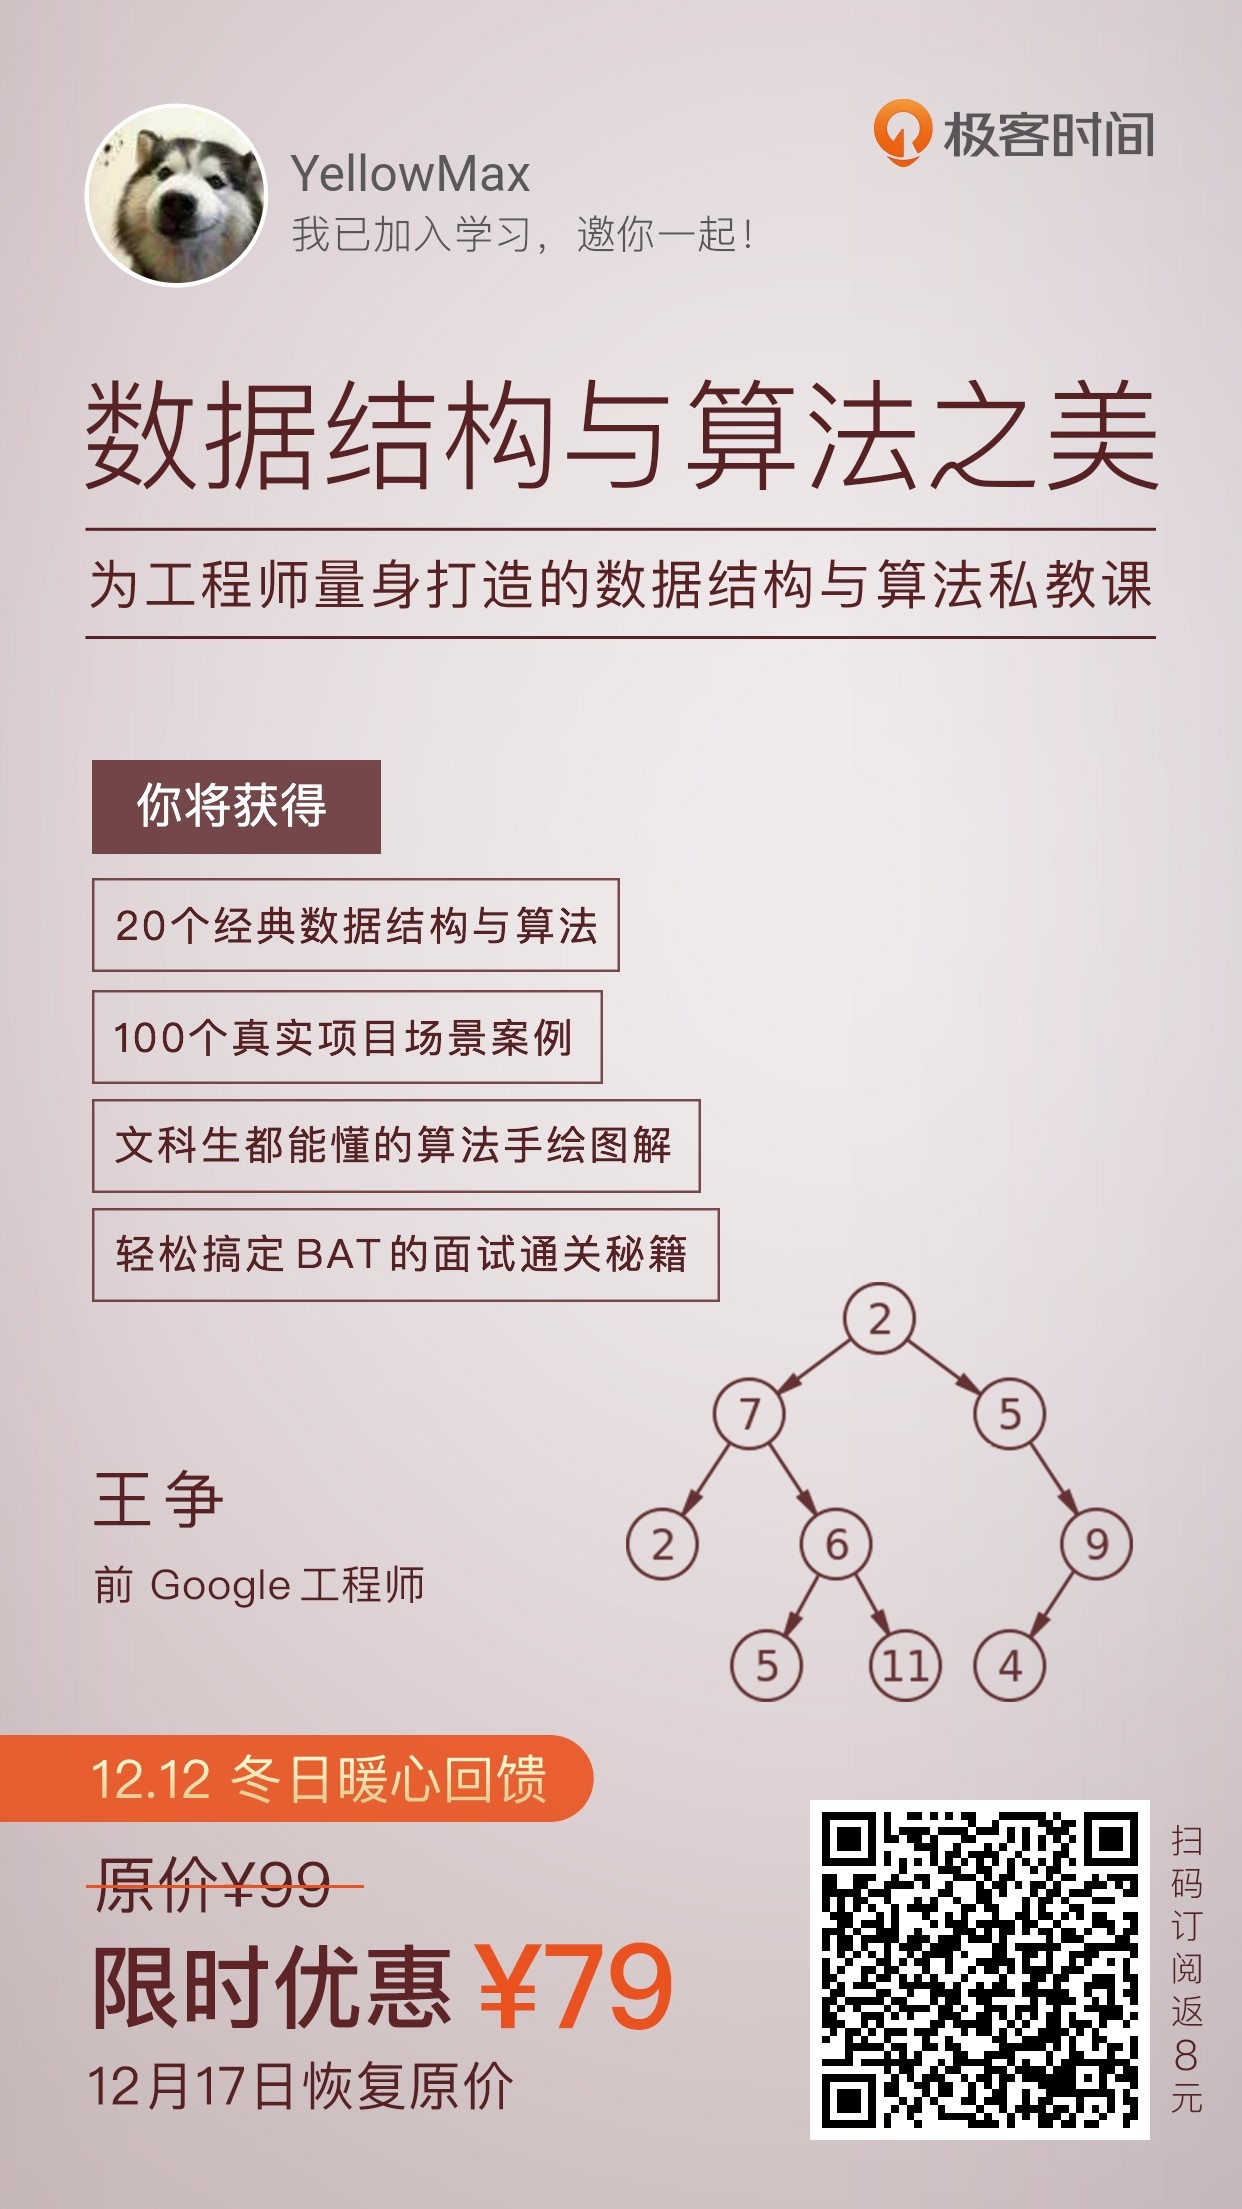 极客时间
YellowMax
我已加入学习，邀你一起！
数据结构与算法之美
为工程师量身打造的数据结构与算法私教课
你将获得
20个经典数据结构与算法
100个真实项目场景案例
文科生都能懂的算法手绘图解
轻松搞定BAT的面试通关秘籍
2
7 5
2 6 9
5 11 4
王争
前 Google 工程师
12.12 冬日暖心回馈
原价¥99
限时优惠 ¥79
12月17日恢复原价
扫码订阅返8元